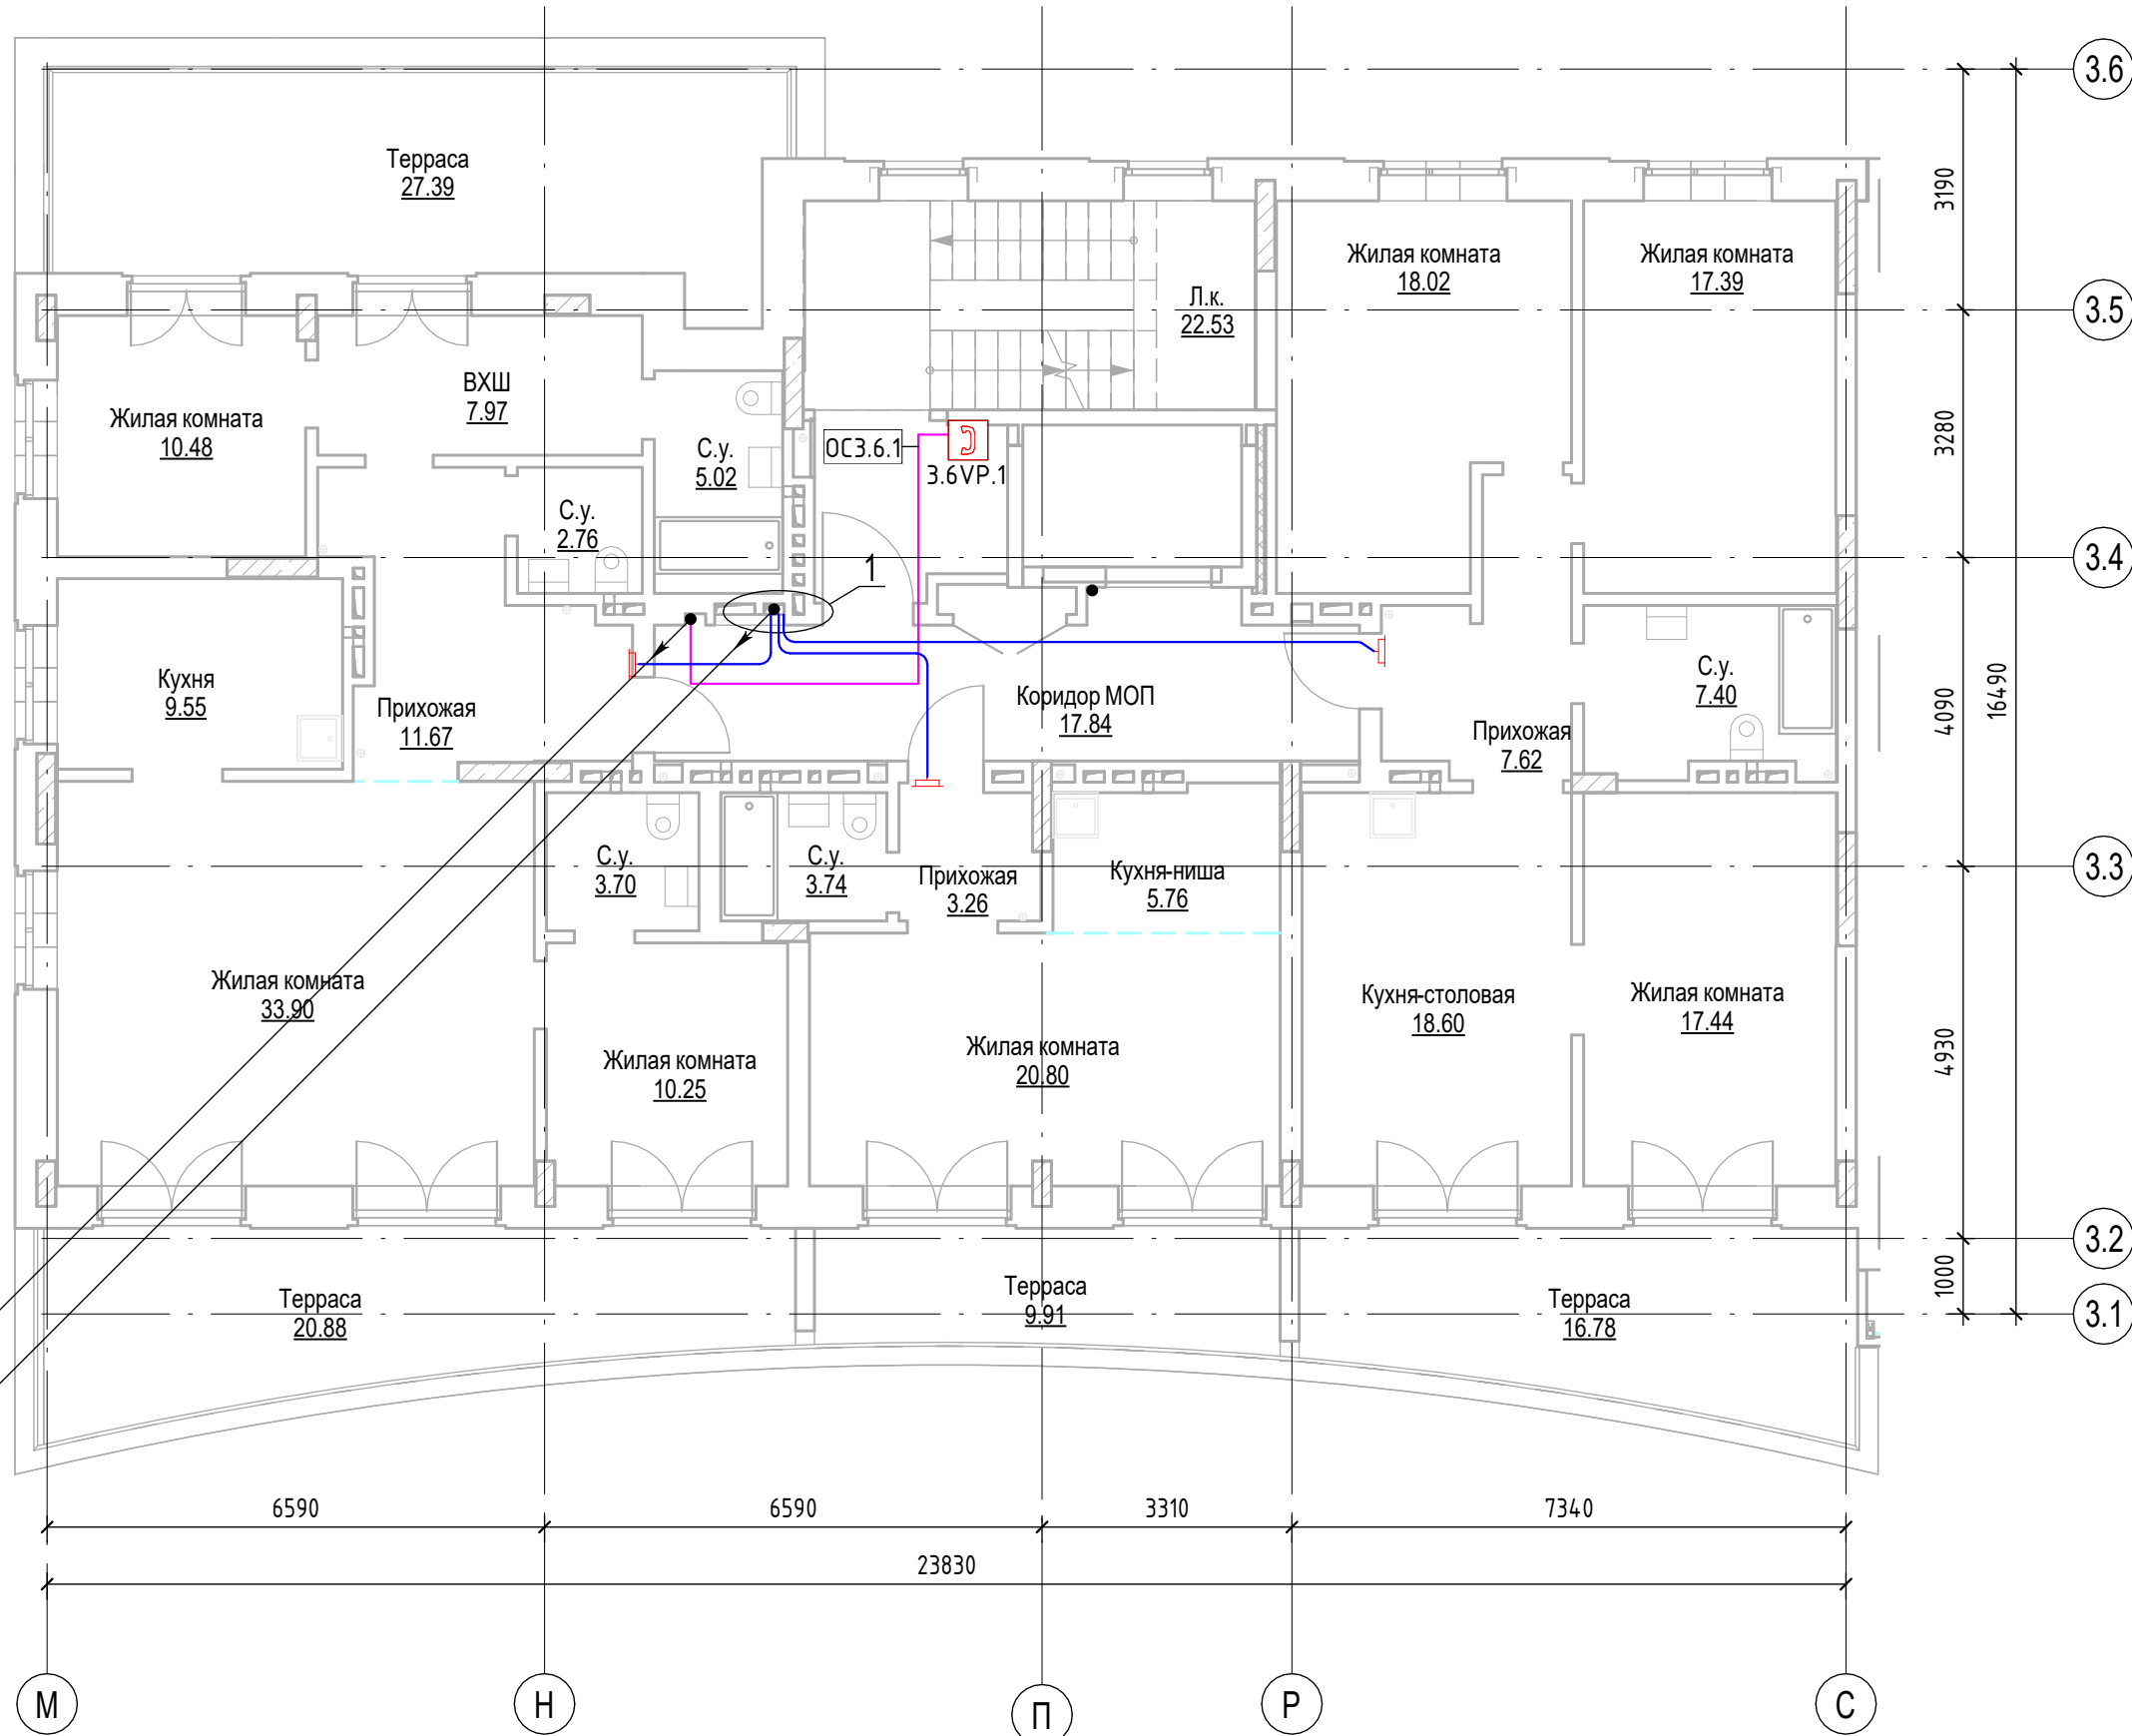 3.6
Терраса
27.39
3190
Жилая комната
18.02
Жилая комната
17.39
Л.к.
22.53
3.5
ВХШ
7.97
Жилая комната
10.48
С.у.
5.02
ОС3.6.1
3.6VP.1
3280
С.у.
2.76
1
3.4
Кухня
9.55
Прихожая
11.67
Коридор МОП
17.84
С.у.
7.40
Прихожая
7.62
4090
16490
С.у.
3.70
С.у.
3.74
Прихожая
3.26
Кухня-ниша
5.76
3.3
Жилая комната
33.90
Кухня-столовая
18.60
Жилая комната
17.44
Жилая комната
10.25
Жилая комната
20.80
4930
3.2
Терраса
20.88
Терраса
9.91
Терраса
16.78
1000
3.1
6590
6590
3310
7340
23830
М
Н
П
Р
С